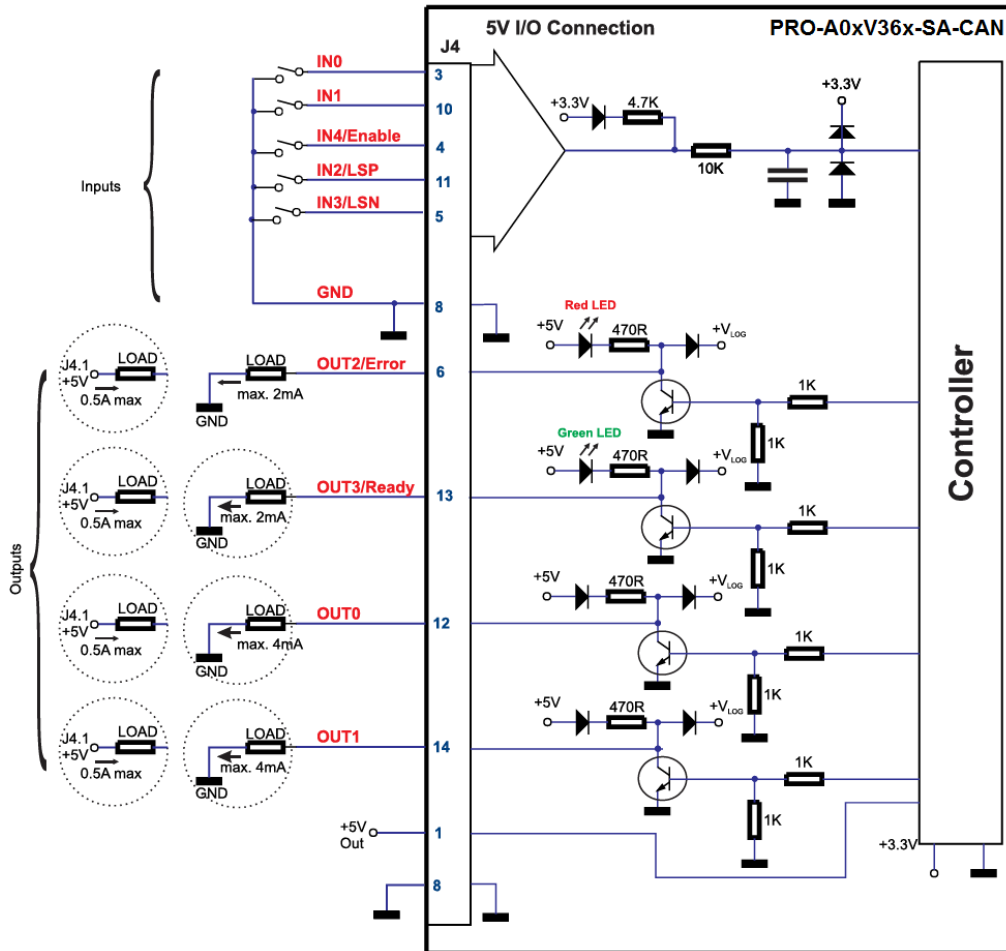 5V I/O Connection
PRO-A0xV36x-SA-CAN
J4
IN0
3
IN1
10
IN4/Enable
4
IN2/LSP
11
IN3/LSN
5
Inputs
GND
8
+3.3V
4.7K
10K
+3.3V
Controller
Outputs
J4.1
+5V
LOAD
0.5A max
LOAD
max. 2mA
GND
OUT2/Error
6
Red LED
+5V
470R
+VLOG
1K
1K
J4.1
+5V
LOAD
0.5A max
LOAD
max. 2mA
GND
OUT3/Ready
13
Green LED
+5V
470R
+VLOG
1K
1K
J4.1
+5V
LOAD
0.5A max
LOAD
max. 4mA
GND
OUT0
12
+5V
470R
+VLOG
1K
1K
J4.1
+5V
LOAD
0.5A max
LOAD
max. 4mA
GND
OUT1
14
+5V
470R
+VLOG
1K
1K
+5V
Out
1
+3.3V
8